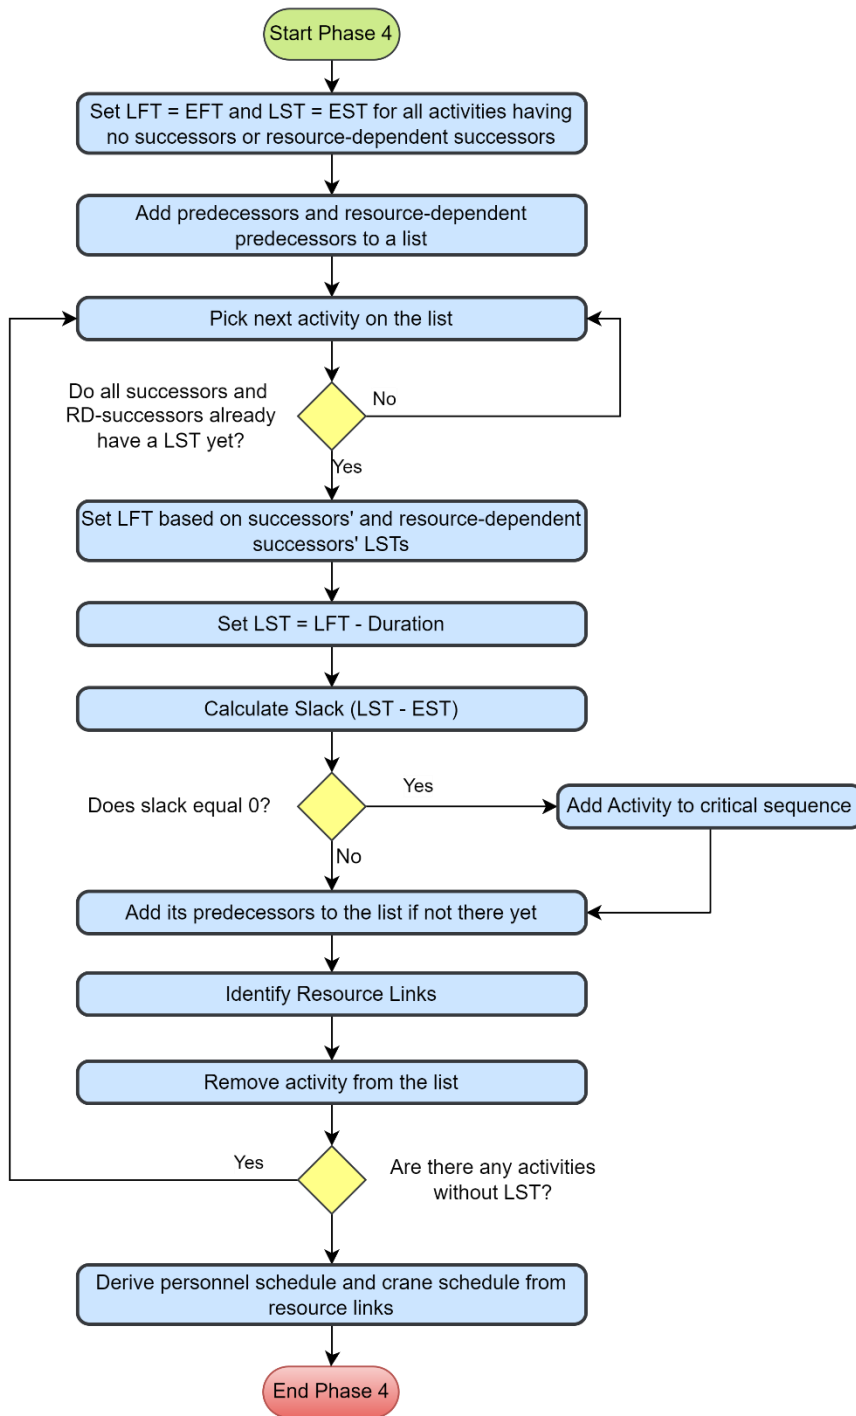 Start Phase 4
Set LFT = EFT and LST = EST for all activities having
no successors or resource-dependent successors
Add predecessors and resource-dependent
predecessors to a list
Pick next activity on the list
Do all successors and
RD-successors already
have a LST yet?
No
Yes
Set LFT based on successors' and resource-dependent
successors' LSTs
Set LST = LFT - Duration
Calculate Slack (LST - EST)
Does slack equal 0?
Yes
Add Activity to critical sequence
No
Add its predecessors to the list if not there yet
Identify Resource Links
Remove activity from the list
Yes
Are there any activities
without LST?
Derive personnel schedule and crane schedule from
resource links
End Phase 4